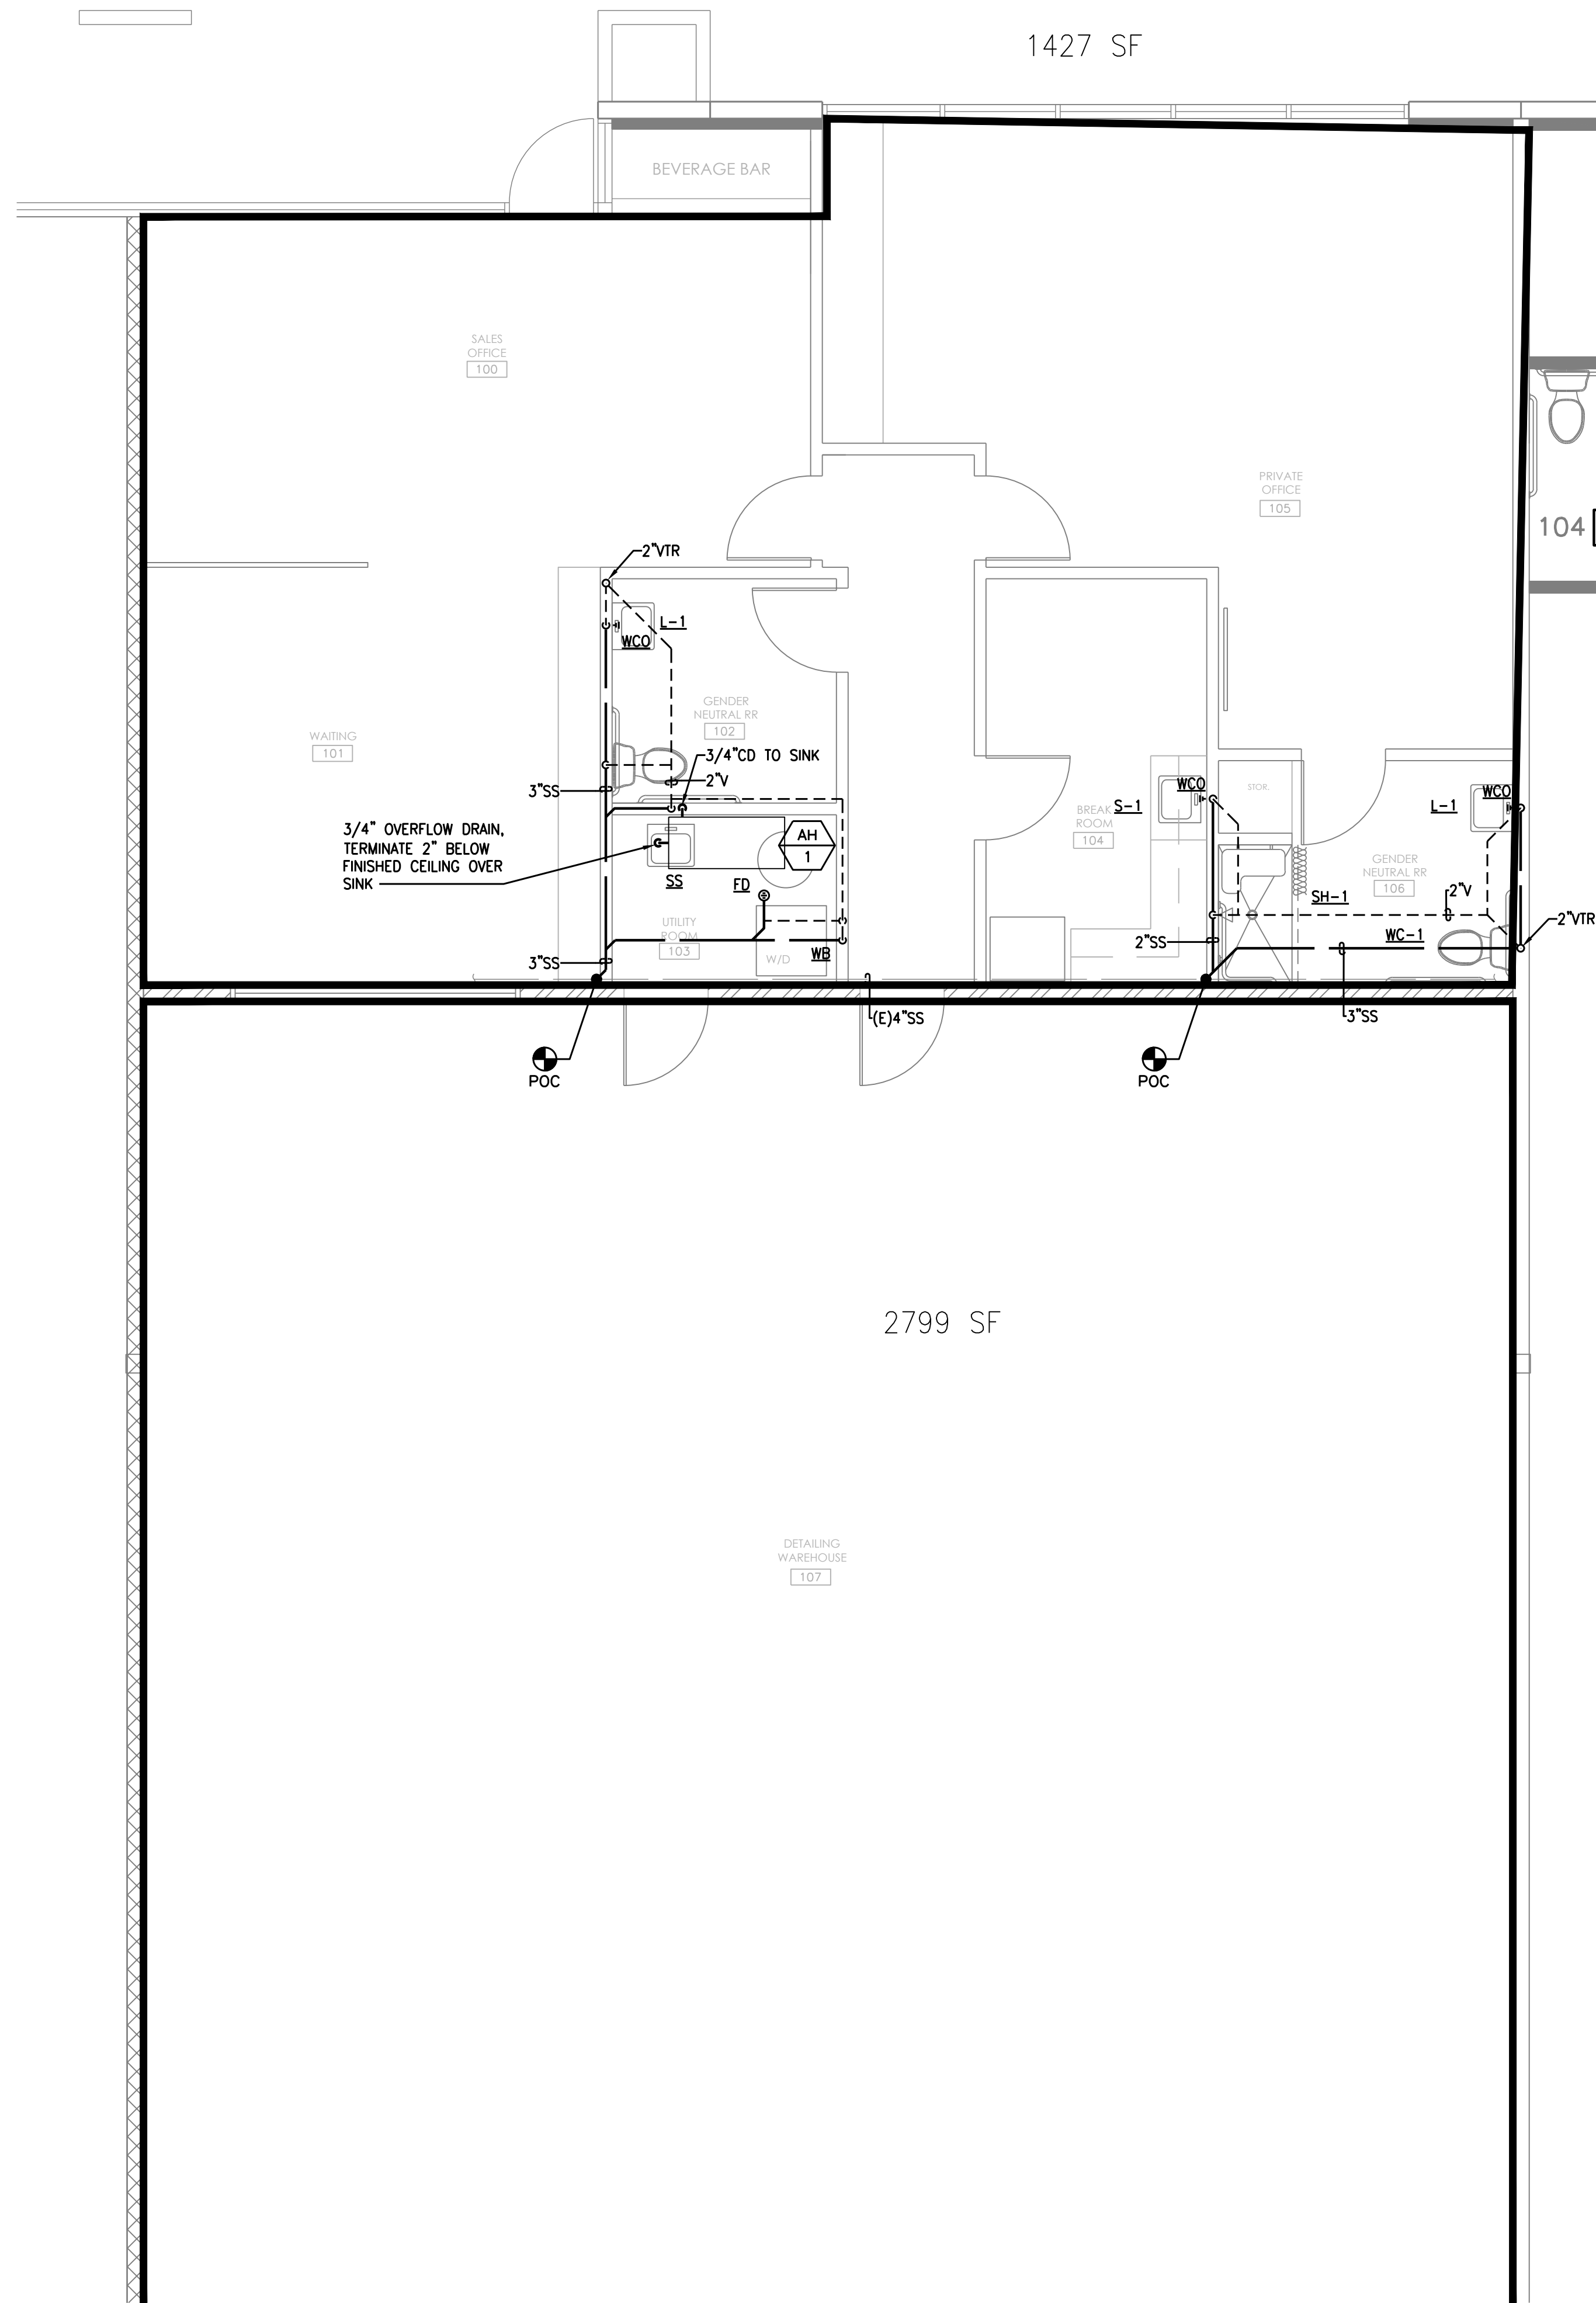 1427 SF
BEVERAGE BAR
SALES
OFFICE
100
PRIVATE
OFFICE
105
104
2"VTR
L-1
WCO
GENDER
NEUTRAL RR
102
WAITING
101
3/4"CD TO SINK
2"V
3"SS
3/4" OVERFLOW DRAIN,
TERMINATE 2" BELOW
FINISHED CEILING OVER
SINK
AH
1
SS
FD
UTILITY
ROOM
103
W/D
WB
3"SS
WCO
S-1
BREAK
ROOM
104
STOR.
WCO
L-1
GENDER
NEUTRAL RR
106
SH-1
2"V
WC-1
2"SS
2"VTR
(E)4"SS
3"SS
POC
POC
2799 SF
DETAILING
WAREHOUSE
107